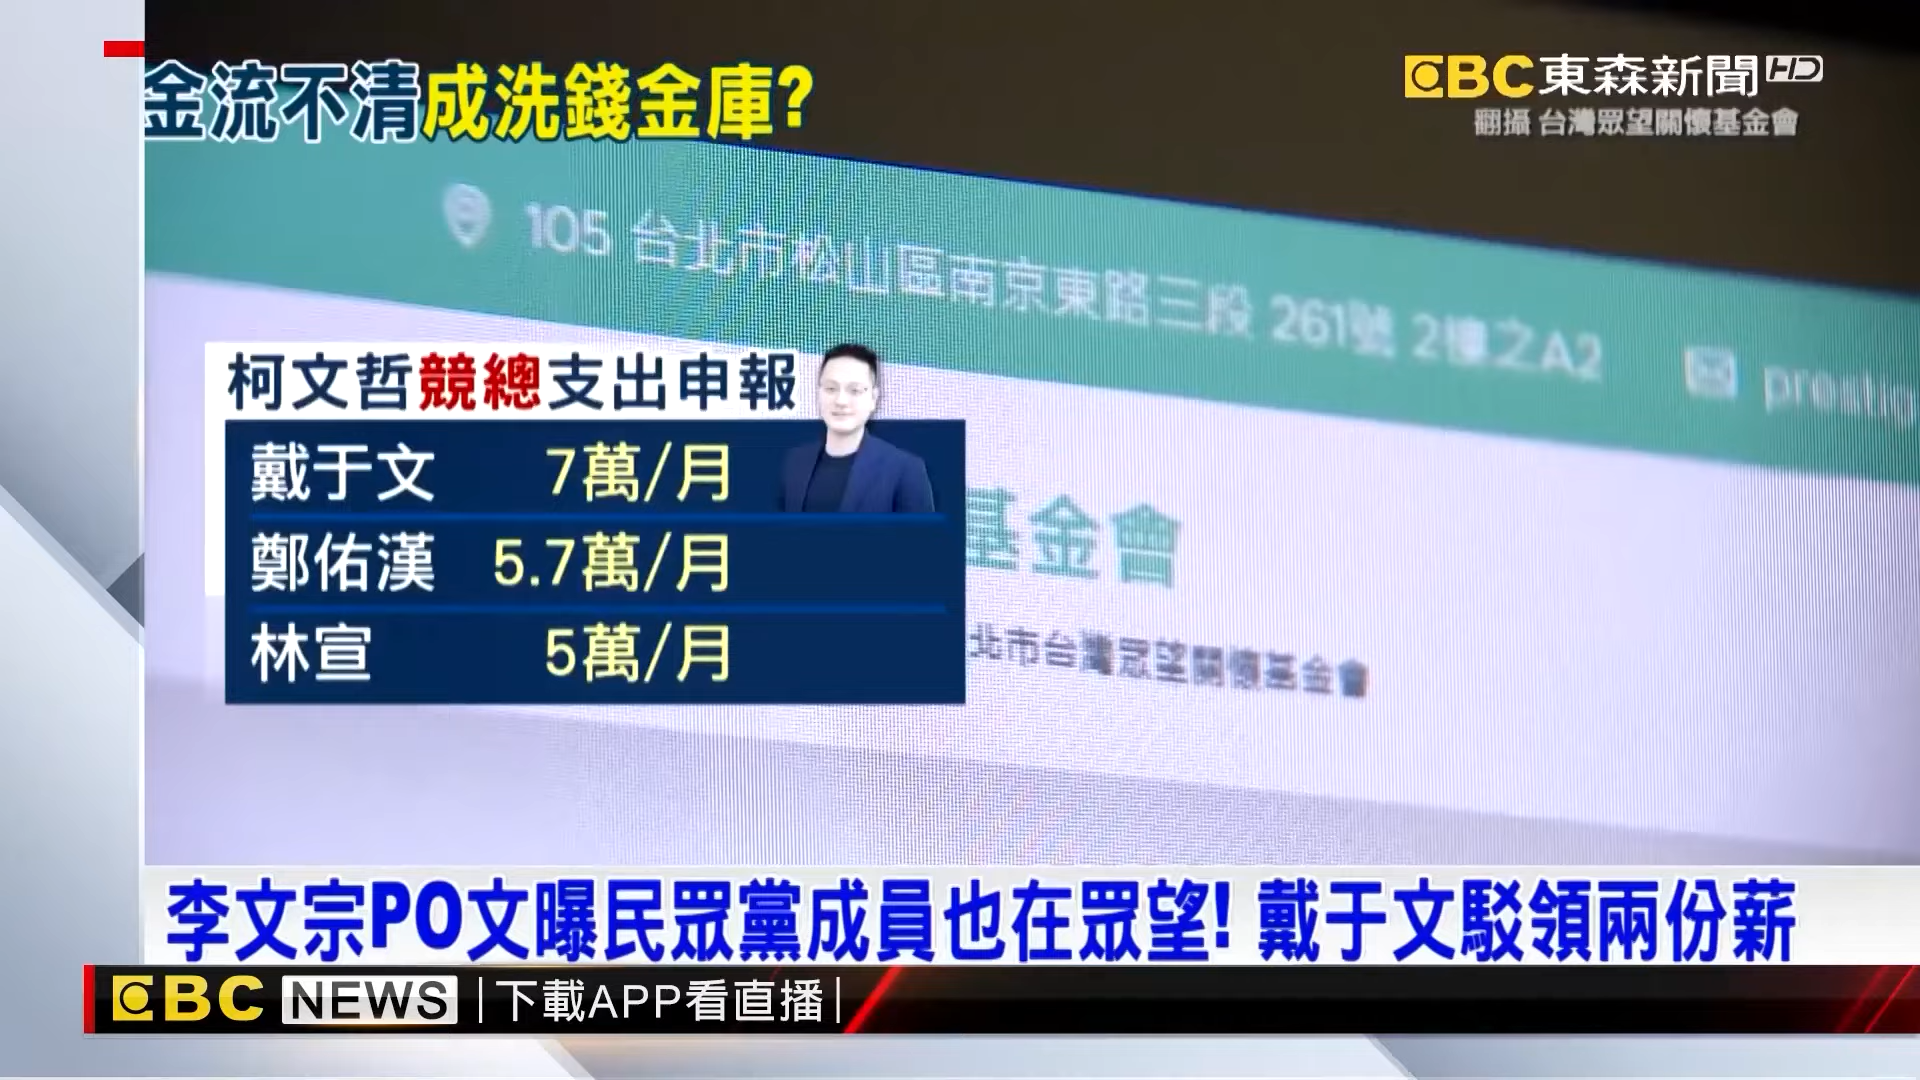 金流不清成洗錢金庫?
EBC東森新聞HD
翻攝 台灣眾望關懷基金會
105 台北市松山區南京東路三段 261號 2樓之A2
prestig
柯文哲競總支出申報
戴于文 7萬/月
鄭佑漢 5.7萬/月
林宣 5萬/月
基金會
北市台灣眾望關懷基金會
李文宗PO文曝民眾黨成員也在眾望! 戴于文駁領兩份薪
EBC NEWS 下載APP看直播